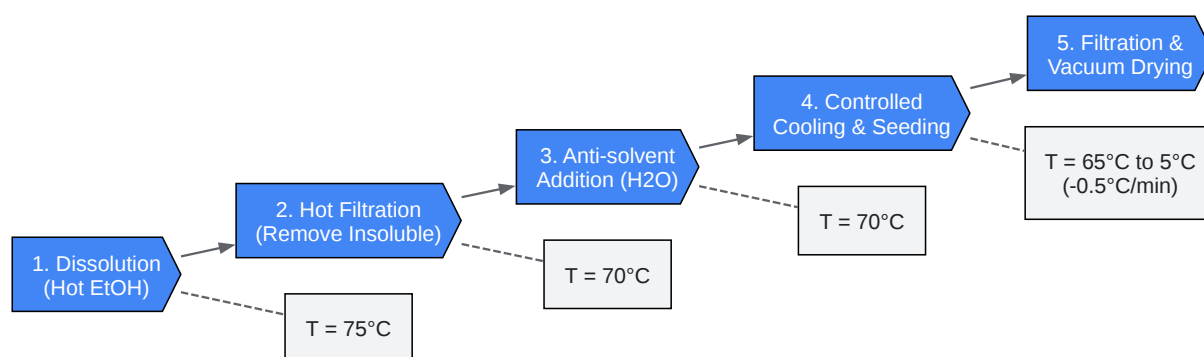 1. Dissolution
(Hot EtOH)
T = 75°C
2. Hot Filtration
(Remove Insoluble)
T = 70°C
3. Anti-solvent
Addition (H2O)
T = 70°C
4. Controlled
Cooling & Seeding
T = 65°C to 5°C
(-0.5°C/min)
5. Filtration &
Vacuum Drying